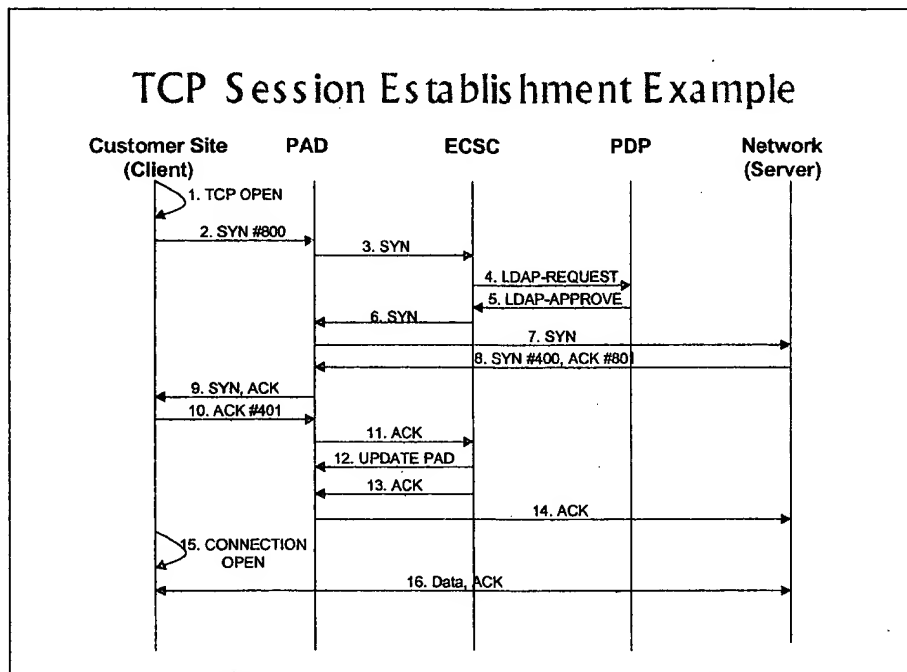 TCP Session Establishment Example
Customer Site
(Client)
PAD
ECSC
PDP
Network
(Server)
1. TCP OPEN
2. SYN #800
3. SYN
4. LDAP-REQUEST
5. LDAP-APPROVE
6. SYN
7. SYN
8. SYN #400, ACK #801
9. SYN, ACK
10. ACK #401
11. ACK
12. UPDATE PAD
13. ACK
14. ACK
15. CONNECTION
OPEN
16. Data, ACK